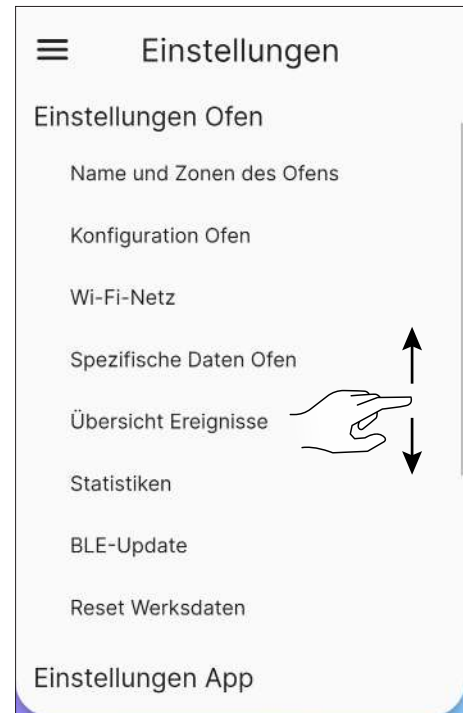 Einstellungen
Einstellungen Ofen
Name und Zonen des Ofens
Konfiguration Ofen
Wi-Fi-Netz
Spezifische Daten Ofen
Übersicht Ereignisse
Statistiken
BLE-Update
Reset Werksdaten
Einstellungen App